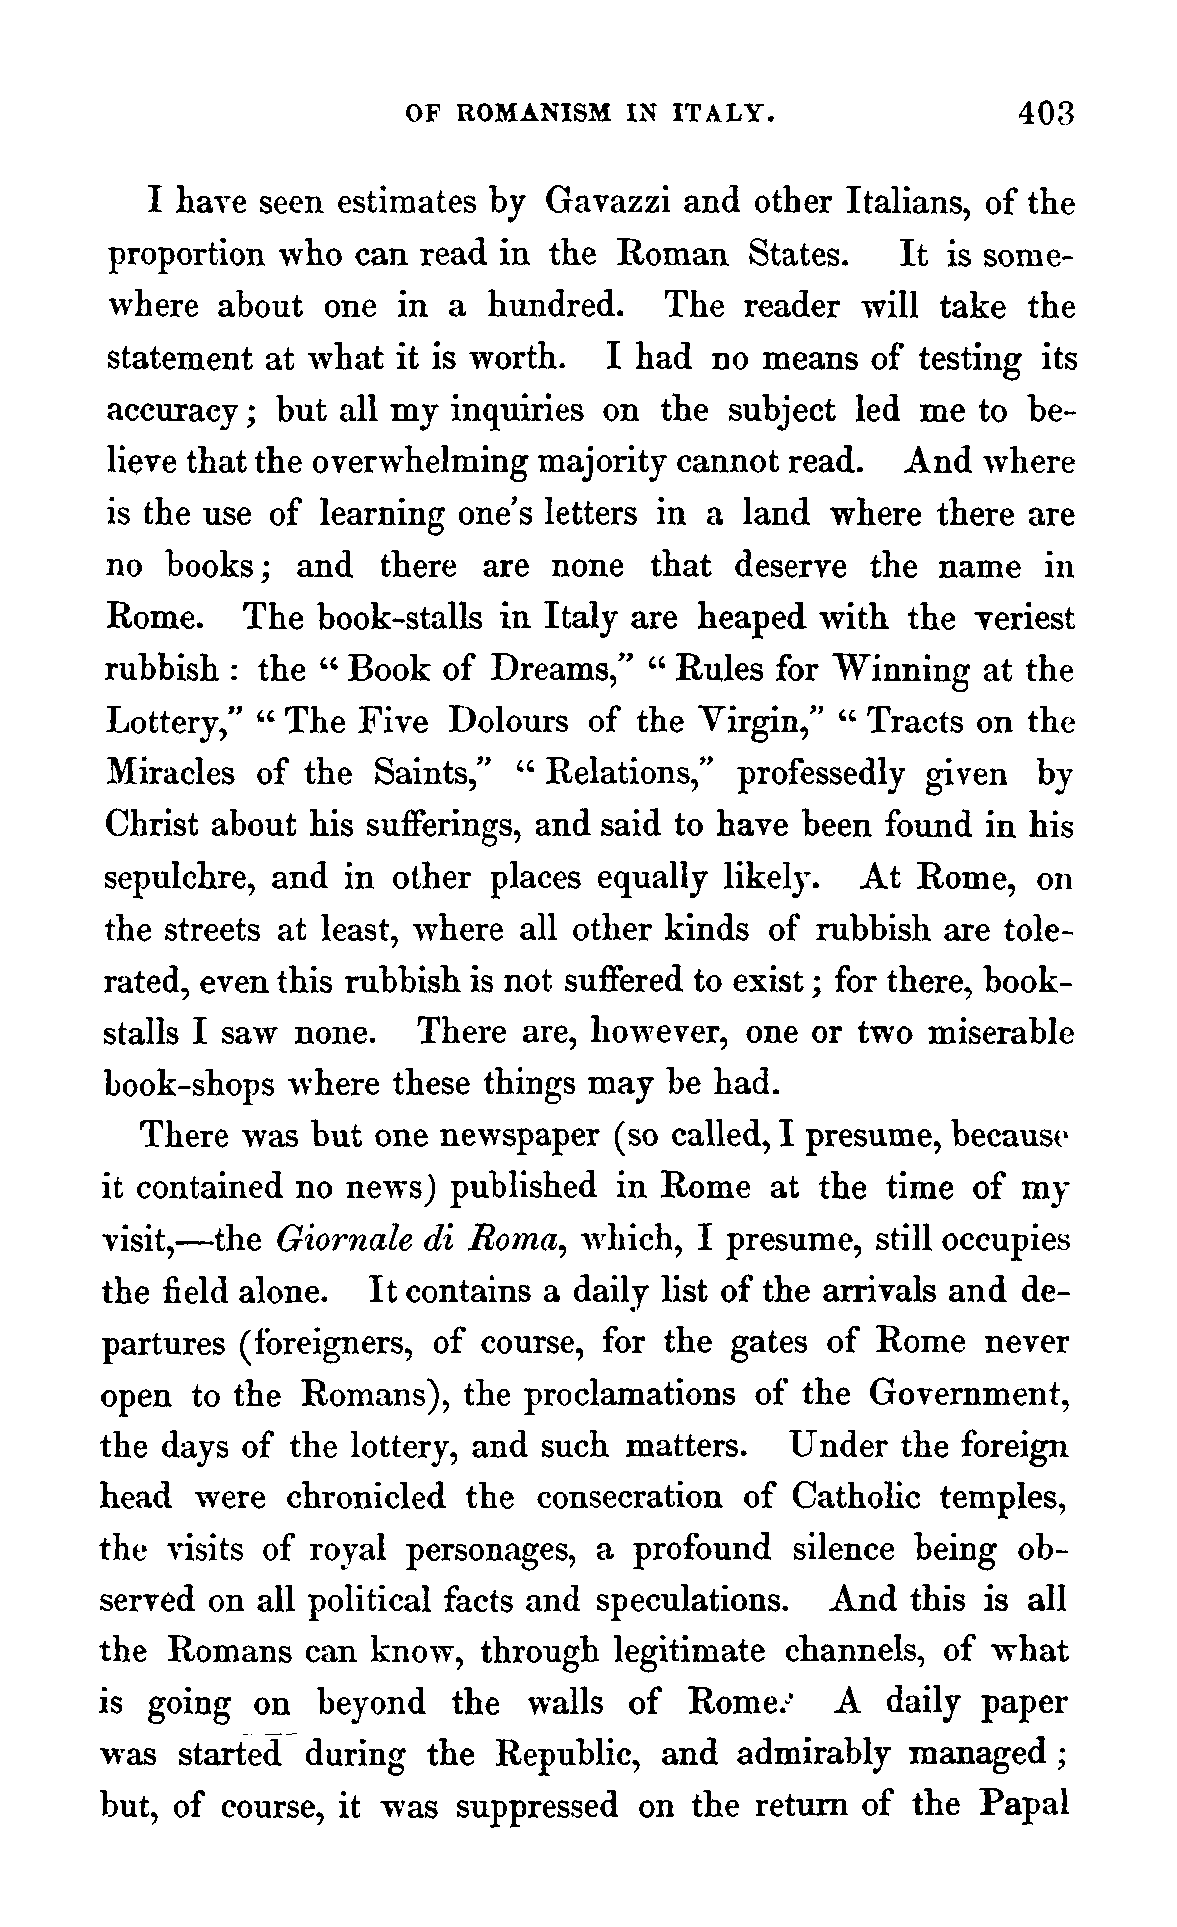 OF ROMANISM IN ITALY. 403
I have seen estimates by Gavazzi and other Italians, of the
proportion who can read in the Roman States. It is some-
where about one in a hundred. The reader will take the
statement at what it is worth. I had no means of testing its
accuracy; but all my inquiries on the subject led me to be-
lieve that the overwhelming majority cannot read. And where
is the use of learning one's letters in a land where there are
no books; and there are none that deserve the name in
Rome. The book-stalls in Italy are heaped with the veriest
rubbish : the “ Book of Dreams,” “ Rules for Winning at the
Lottery,” “ The Five Dolours of the Virgin,” “ Tracts on the
Miracles of the Saints,” “ Relations,” professedly given by
Christ about his sufferings, and said to have been found in his
sepulchre, and in other places equally likely. At Rome, on
the streets at least, where all other kinds of rubbish are tole-
rated, even this rubbish is not suffered to exist ; for there, book-
stalls I saw none. There are, however, one or two miserable
book-shops where these things may be had.
There was but one newspaper (so called, I presume, because
it contained no news) published in Rome at the time of my
visit,—the Giornale di Roma, which, I presume, still occupies
the field alone. It contains a daily list of the arrivals and de-
partures (foreigners, of course, for the gates of Rome never
open to the Romans), the proclamations of the Government,
the days of the lottery, and such matters. Under the foreign
head were chronicled the consecration of Catholic temples,
the visits of royal personages, a profound silence being ob-
served on all political facts and speculations. And this is all
the Romans can know, through legitimate channels, of what
is going on beyond the walls of Rome. A daily paper
was started during the Republic, and admirably managed ;
but, of course, it was suppressed on the return of the Papal